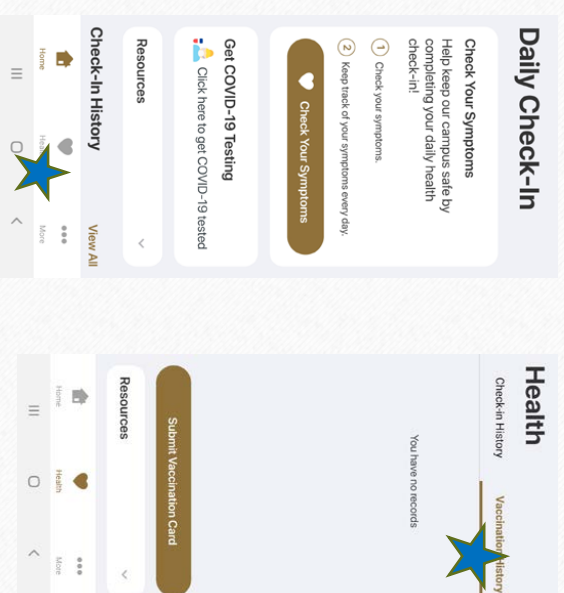 Daily Check-In
Check Your Symptoms
Help keep our campus safe by
completing your daily health
check-in!
1 Check your symptoms.
2 Keep track of your symptoms every day.
Check Your Symptoms
Get COVID-19 Testing
Click here to get COVID-19 tested
Resources
Check-In History View All
Home More
Health
Check-in History Vaccination History
You have no records
Submit Vaccination Card
Resources
Home Health More